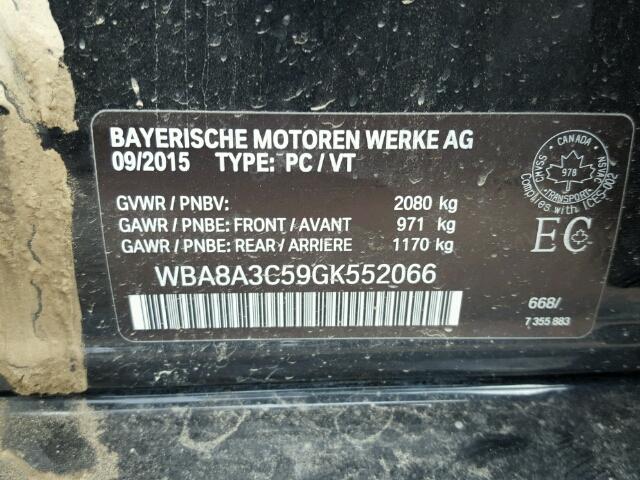 BAYERISCHE MOTOREN WERKE AG
09/2015 TYPE: PC / VT
GVWR / PNBV: 2080 kg
GAWR / PNBE: FRONT / AVANT 971 kg
GAWR / PNBE: REAR / ARRIERE 1170 kg
WBA8A3C59GK552066
CANADA
CMVSS
NSVAC
978
TRANSPORT
Complies with ICES-002
EC
668/
7 355 883